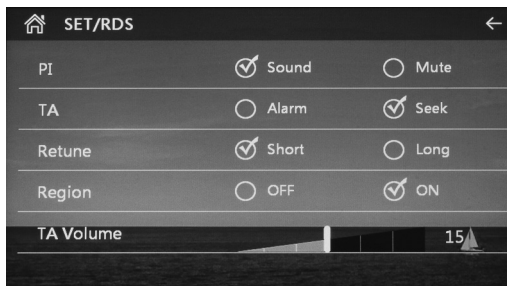 SET/RDS
PI Sound Mute
TA Alarm Seek
Retune Short Long
Region OFF ON
TA Volume 15